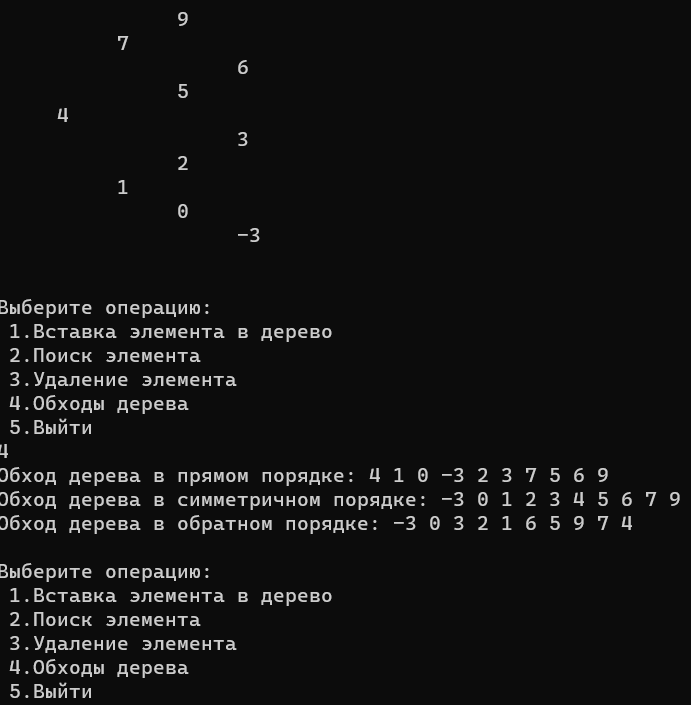 9
7
6
5
4
3
2
1
0
-3
Выберите операцию:
1.Вставка элемента в дерево
2.Поиск элемента
3.Удаление элемента
4.Обходы дерева
5.Выйти
4
Обход дерева в прямом порядке: 4 1 0 -3 2 3 7 5 6 9
Обход дерева в симметричном порядке: -3 0 1 2 3 4 5 6 7 9
Обход дерева в обратном порядке: -3 0 3 2 1 6 5 9 7 4
Выберите операцию:
1.Вставка элемента в дерево
2.Поиск элемента
3.Удаление элемента
4.Обходы дерева
5.Выйти